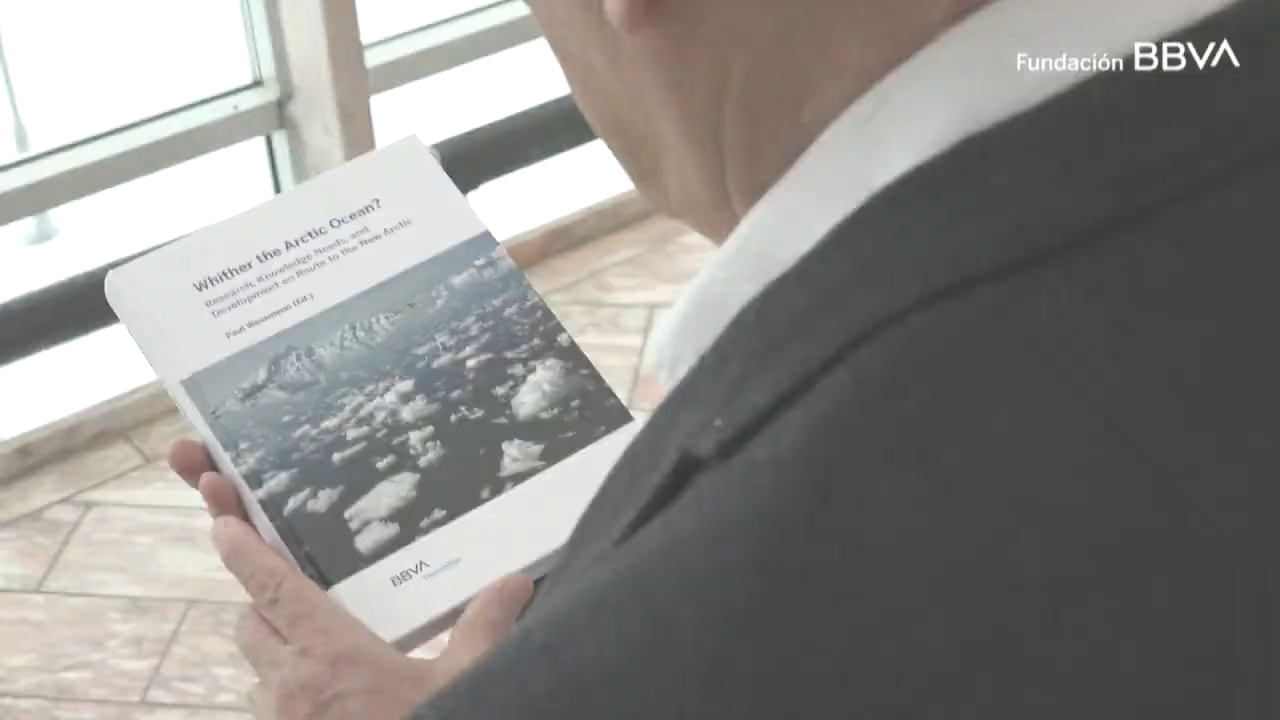 Fundación BBVA
Whither the Arctic Ocean?
Research, Knowledge Needs, and
Development en Route to the New Arctic
Paul Wassmann (Ed.)
BBVA Foundation